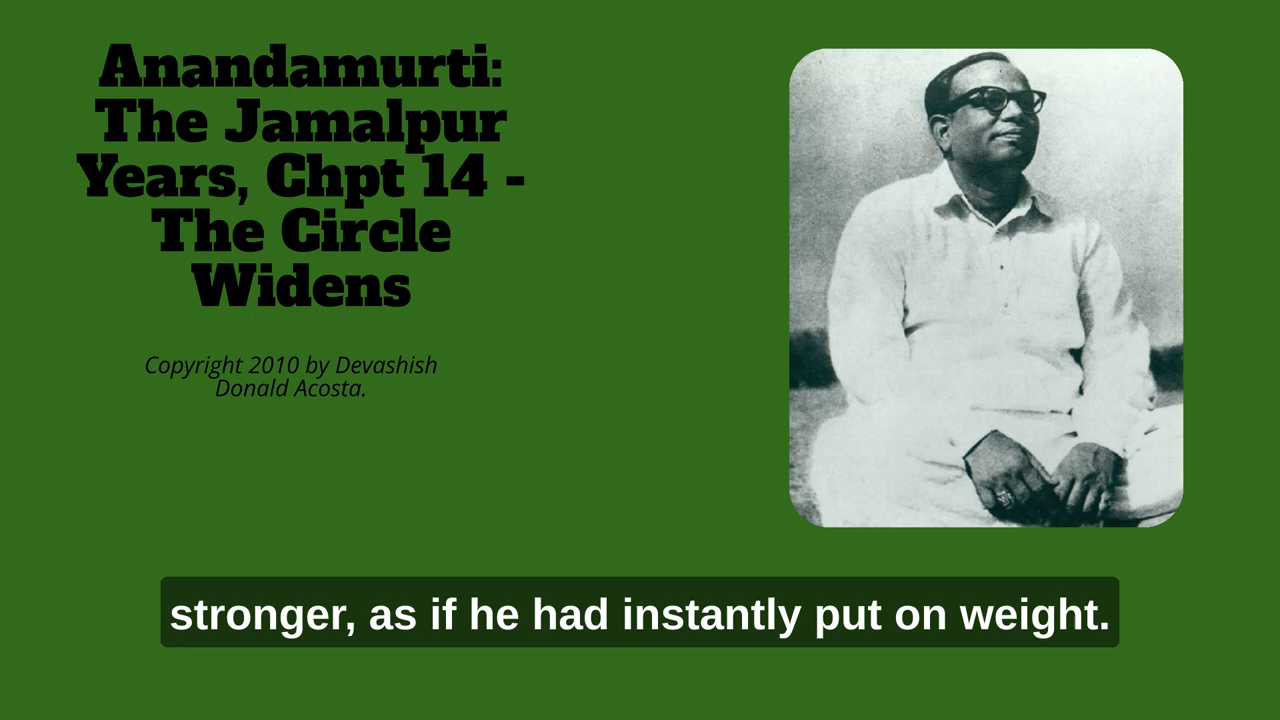 Anandamurti:
The Jamalpur
Years, Chpt 14 -
The Circle
Widens
Copyright 2010 by Devashish
Donald Acosta.
stronger, as if he had instantly put on weight.